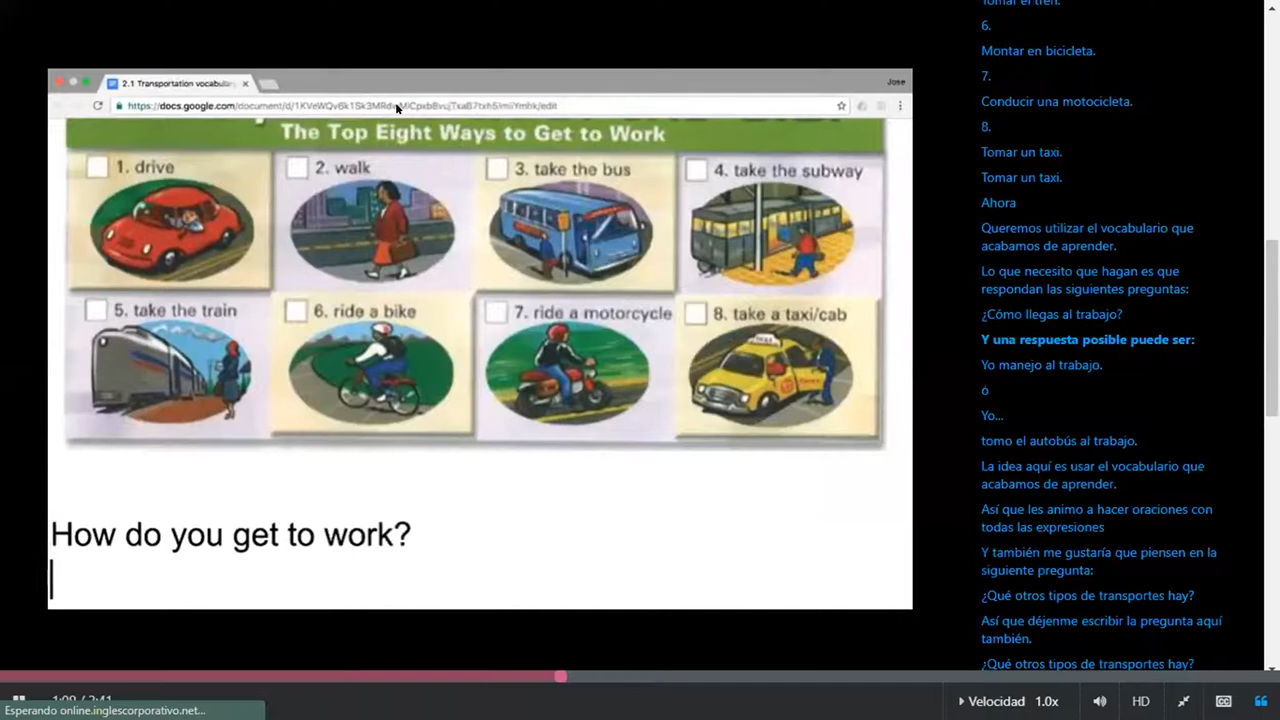 2.1 Transportation vocabular
Jose
The Top Eight Ways to Get to Work
1. drive
2. walk
3. take the bus
4. take the subway
5. take the train
6. ride a bike
7. ride a motorcycle
8. take a taxi/cab
TAXI
How do you get to work?
Tomar el tren.
6.
Montar en bicicleta.
7.
Conducir una motocicleta.
8.
Tomar un taxi.
Tomar un taxi.
Ahora
Queremos utilizar el vocabulario que
acabamos de aprender.
Lo que necesito que hagan es que
respondan las siguientes preguntas:
¿Cómo llegas al trabajo?
Y una respuesta posible puede ser:
Yo manejo al trabajo.
ó
Yo...
tomo el autobús al trabajo.
La idea aquí es usar el vocabulario que
acabamos de aprender.
Así que les animo a hacer oraciones con
todas las expresiones
Y también me gustaría que piensen en la
siguiente pregunta:
¿Qué otros tipos de transportes hay?
Así que déjenme escribir la pregunta aquí
también.
¿Qué otros tipos de transportes hay?
1:09 / 2:41
Velocidad 1.0x
HD
Esperando online.inglescorporativo.net...